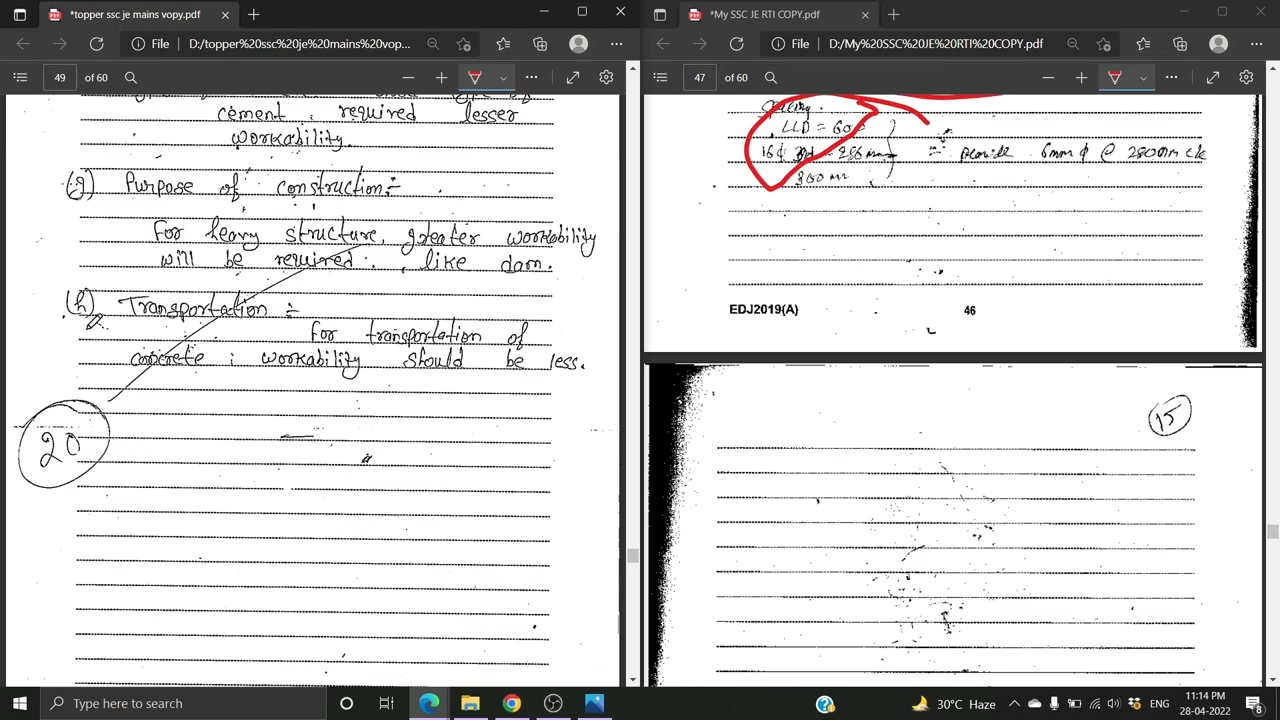 *topper ssc je mains vopy.pdf
File
D:/topper%20ssc%20je%20mains%20vop...
49 of 60
cement, required lesser
workability.
(g) Purpose of construction:-
For heavy structure, greater workability
will be required, like dam.
(h) Transportation :-
For transportation of
concrete ; workability should be less.
20
*My SSC JE RTI COPY.pdf
File
D:/My%20SSC%20JE%20RTI%20COPY.pdf
47 of 60
LLD = 600
16ϕ
300 m
= provide 6mm ϕ @ c/c
EDJ2019(A)
46
15
Type here to search
30°C Haze
ENG
11:14 PM
28-04-2022